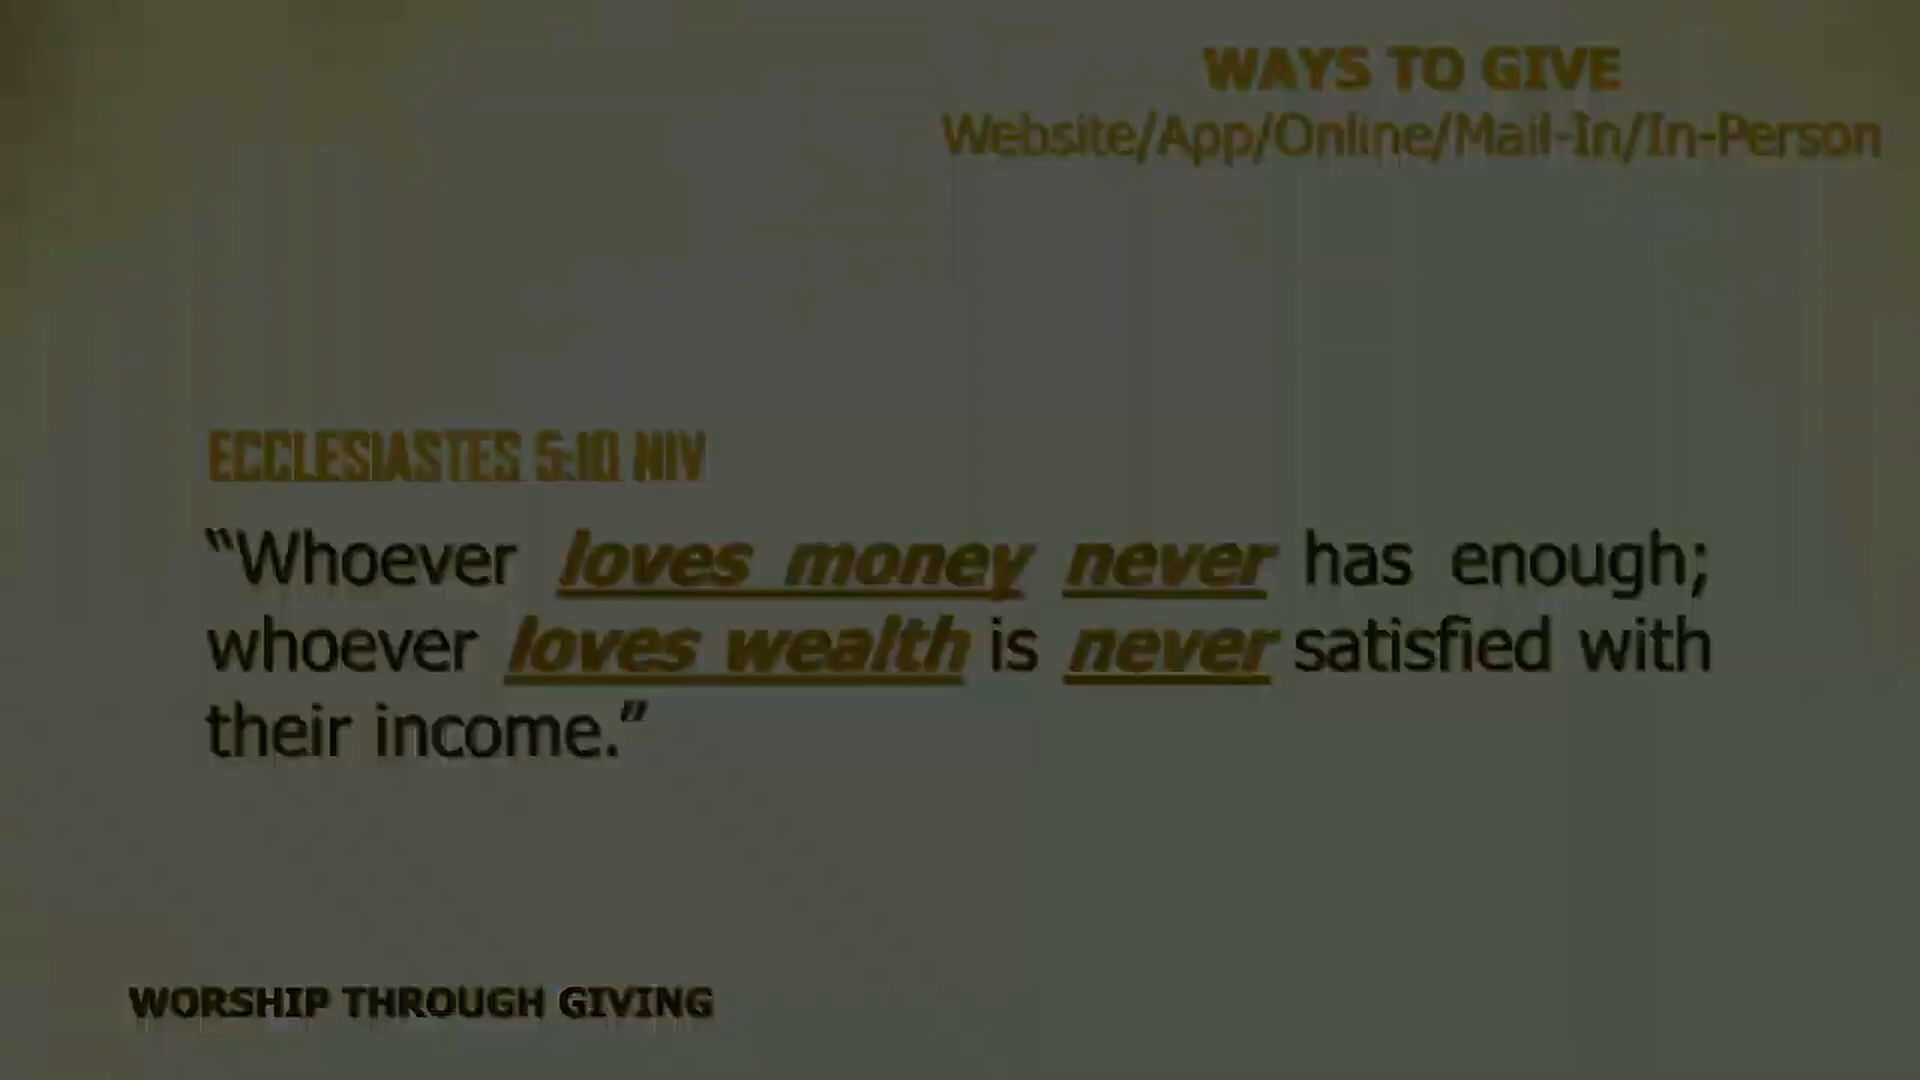 WAYS TO GIVE
Website/App/Online/Mail-In/In-Person
ECCLESIASTES 5:10 NIV
“Whoever loves money never has enough;
whoever loves wealth is never satisfied with
their income.”
WORSHIP THROUGH GIVING